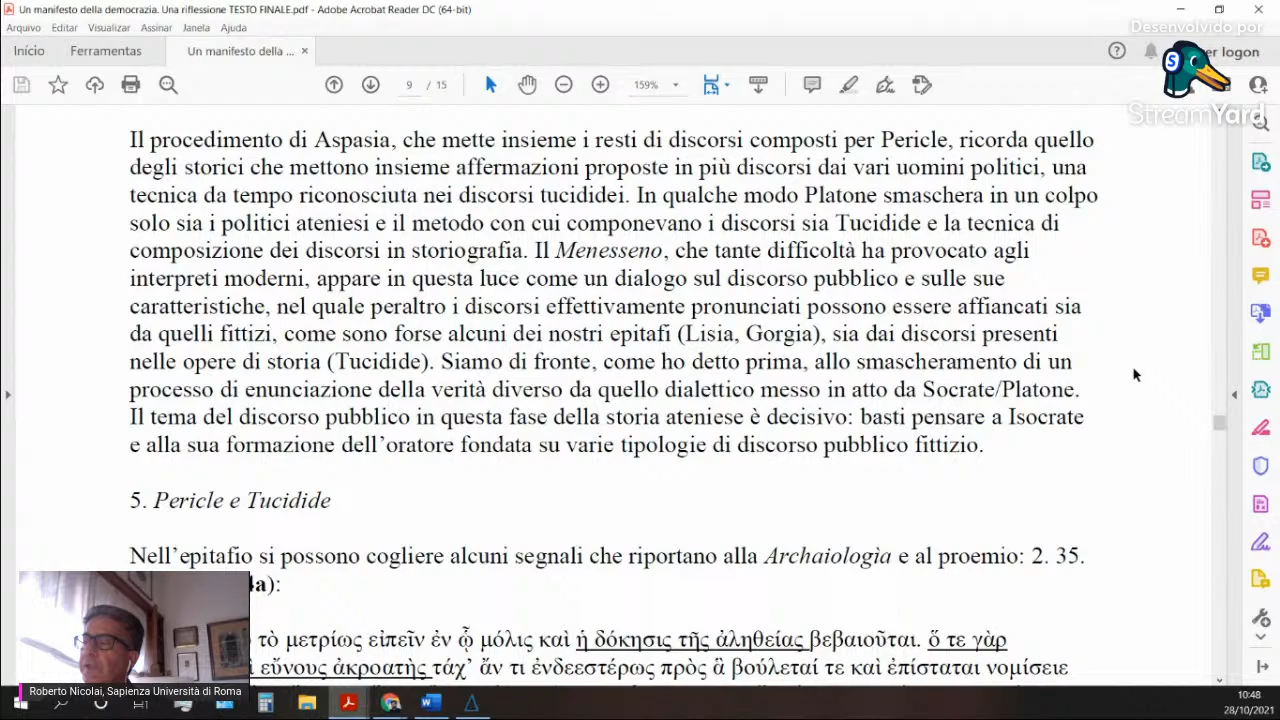 Un manifesto della democrazia. Una riflessione TESTO FINALE.pdf - Adobe Acrobat Reader DC (64-bit)
Desenvolvido por
Arquivo Editar Visualizar Assinar Janela Ajuda
Início Ferramentas Un manifesto della ... × er logon
StreamYard
9 / 15 159%
Il procedimento di Aspasia, che mette insieme i resti di discorsi composti per Pericle, ricorda quello
degli storici che mettono insieme affermazioni proposte in più discorsi dai vari uomini politici, una
tecnica da tempo riconosciuta nei discorsi tucididei. In qualche modo Platone smaschera in un colpo
solo sia i politici ateniesi e il metodo con cui componevano i discorsi sia Tucidide e la tecnica di
composizione dei discorsi in storiografia. Il Menesseno, che tante difficoltà ha provocato agli
interpreti moderni, appare in questa luce come un dialogo sul discorso pubblico e sulle sue
caratteristiche, nel quale peraltro i discorsi effettivamente pronunciati possono essere affiancati sia
da quelli fittizi, come sono forse alcuni dei nostri epitafi (Lisia, Gorgia), sia dai discorsi presenti
nelle opere di storia (Tucidide). Siamo di fronte, come ho detto prima, allo smascheramento di un
processo di enunciazione della verità diverso da quello dialettico messo in atto da Socrate/Platone.
Il tema del discorso pubblico in questa fase della storia ateniese è decisivo: basti pensare a Isocrate
e alla sua formazione dell’oratore fondata su varie tipologie di discorso pubblico fittizio.
5. Pericle e Tucidide
Nell’epitafio si possono cogliere alcuni segnali che riportano alla Archaiologìa e al proemio: 2. 35.
4a):
τὸ μετρίως εἰπεῖν ἐν ᾧ μόλις καὶ ἡ δόκησις τῆς ἀληθείας βεβαιοῦται. ὅ τε γὰρ
εὔνους ἀκροατὴς τάχ’ ἄν τι ἐνδεεστέρως πρὸς ἃ βούλεταί τε καὶ ἐπίσταται νομίσειε
Roberto Nicolai, Sapienza Università di Roma
10:48
28/10/2021